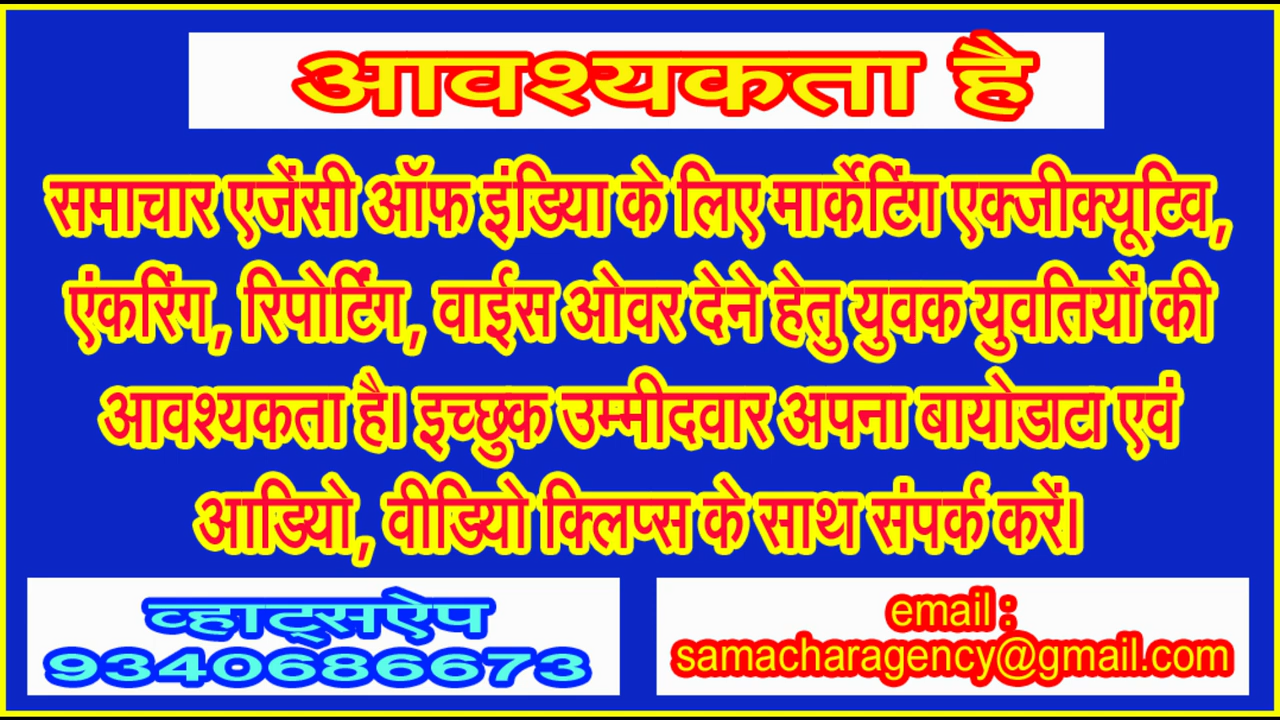 आवश्यकता है
समाचार एजेंसी ऑफ इंडिया के लिए मार्केटिंग एक्जीक्यूटिव,
एंकरिंग, रिपोर्टिंग, वाईस ओवर देने हेतु युवक युवतियों की
आवश्यकता है। इच्छुक उम्मीदवार अपना बायोडाटा एवं
आडियो, वीडियो क्लिप्स के साथ संपर्क करें।
व्हाट्सऐप
9340686673
email :
samacharagency@gmail.com